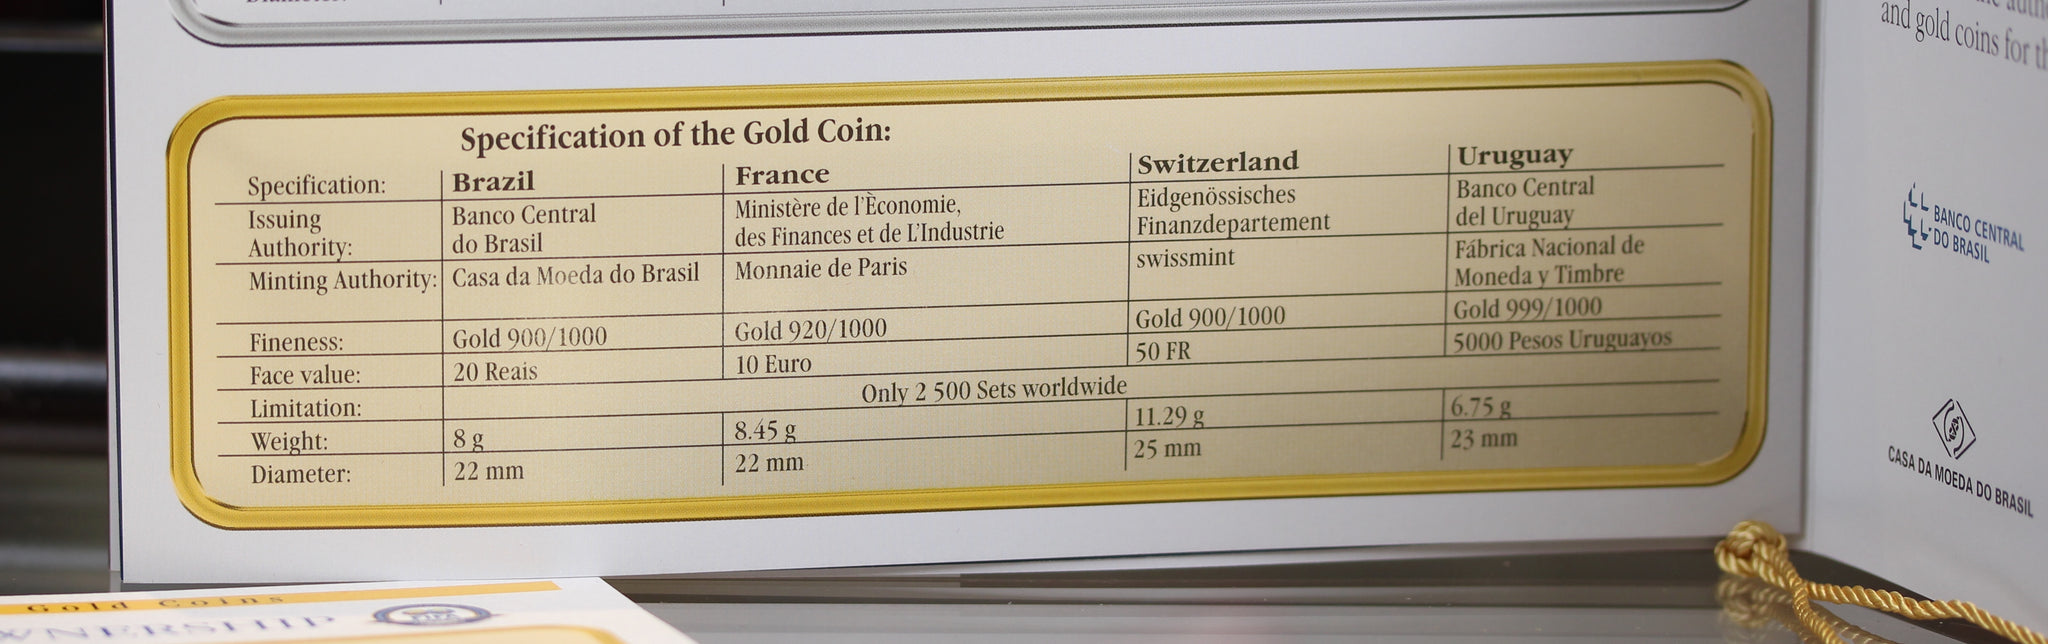 Diameter:
Specification of the Gold Coin:
Specification: Brazil France Switzerland Uruguay
Issuing Authority: Banco Central do Brasil Ministère de l'Èconomie, des Finances et de L'Industrie Eidgenössisches Finanzdepartement Banco Central del Uruguay
Minting Authority: Casa da Moeda do Brasil Monnaie de Paris swissmint Fábrica Nacional de Moneda y Timbre
Fineness: Gold 900/1000 Gold 920/1000 Gold 900/1000 Gold 999/1000
Face value: 20 Reais 10 Euro 50 FR 5000 Pesos Uruguayos
Limitation: Only 2 500 Sets worldwide
Weight: 8 g 8.45 g 11.29 g 6.75 g
Diameter: 22 mm 22 mm 25 mm 23 mm
and gold coins for
BANCO CENTRAL
DO BRASIL
CASA DA MOEDA DO BRASIL
Gold Coins